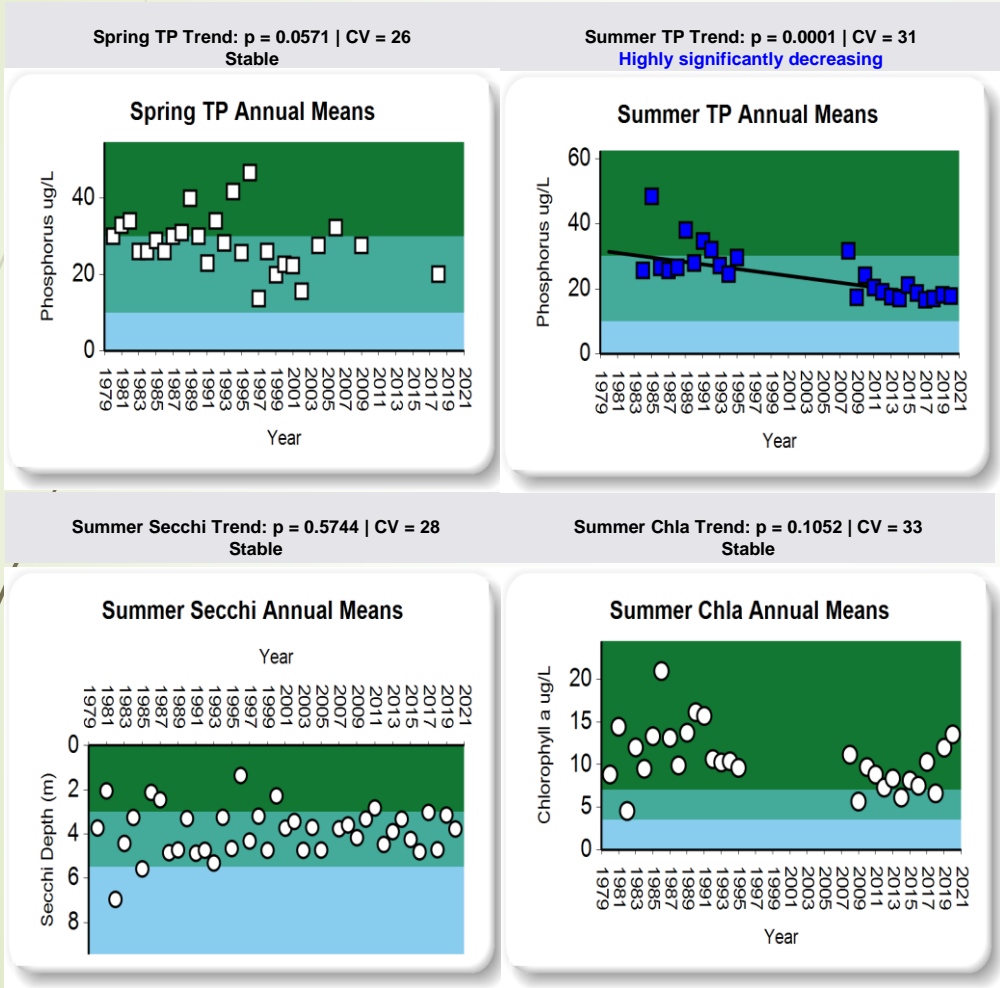 Spring TP Trend: p = 0.0571 | CV = 26
Stable
Spring TP Annual Means
Phosphorus ug/L
40
20
0
1979 1981 1983 1985 1987 1989 1991 1993 1995 1997 1999 2001 2003 2005 2007 2009 2011 2013 2015 2017 2019 2021
Year
Summer TP Trend: p = 0.0001 | CV = 31
Highly significantly decreasing
Summer TP Annual Means
Phosphorus ug/L
60
40
20
0
1979 1981 1983 1985 1987 1989 1991 1993 1995 1997 1999 2001 2003 2005 2007 2009 2011 2013 2015 2017 2019 2021
Year
Summer Secchi Trend: p = 0.5744 | CV = 28
Stable
Summer Secchi Annual Means
Year
1979 1981 1983 1985 1987 1989 1991 1993 1995 1997 1999 2001 2003 2005 2007 2009 2011 2013 2015 2017 2019 2021
Secchi Depth (m)
0
2
4
6
8
Summer Chla Trend: p = 0.1052 | CV = 33
Stable
Summer Chla Annual Means
Chlorophyll a ug/L
20
15
10
5
0
1979 1981 1983 1985 1987 1989 1991 1993 1995 1997 1999 2001 2003 2005 2007 2009 2011 2013 2015 2017 2019 2021
Year